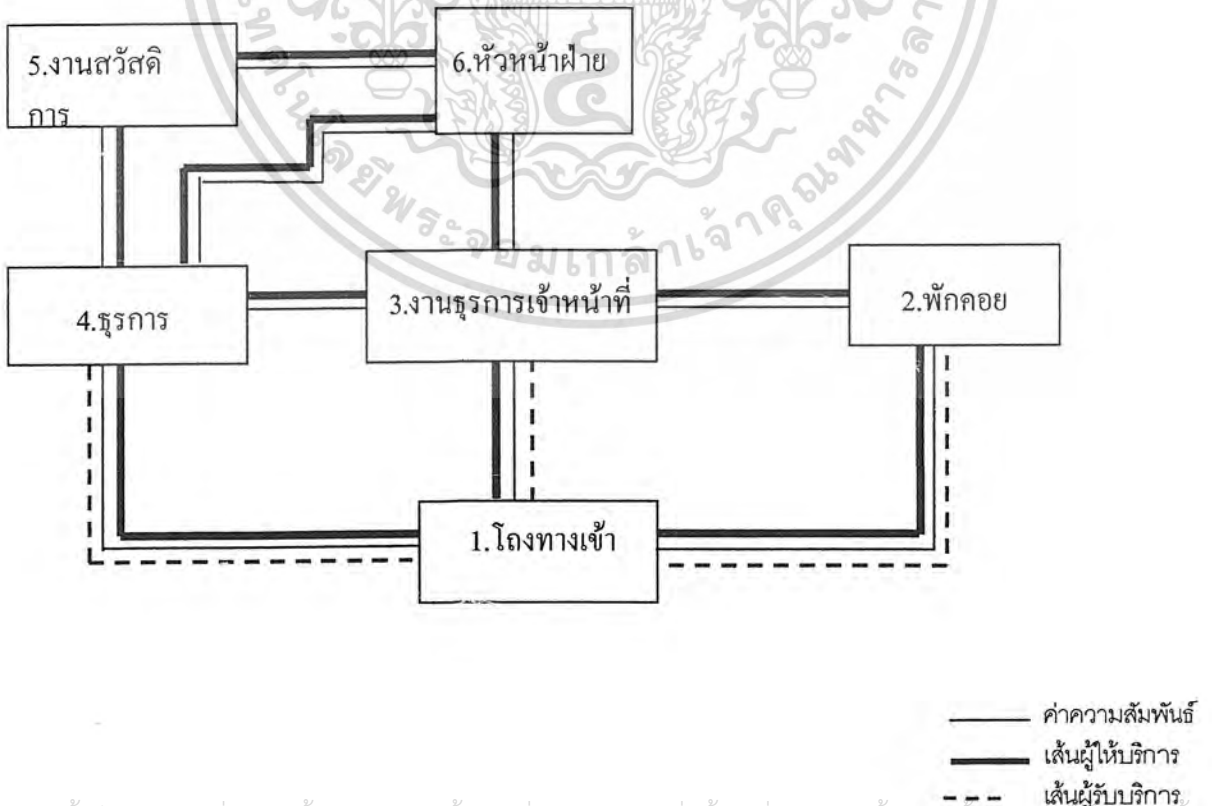 5.งานสวัสดิ
การ
6.หัวหน้าฝ่าย
4.ธุรการ
3.งานธุรการเจ้าหน้าที่
2.พักคอย
1.โถงทางเข้า
ค่าความสัมพันธ์
เส้นผู้ให้บริการ
เส้นผู้รับบริการ